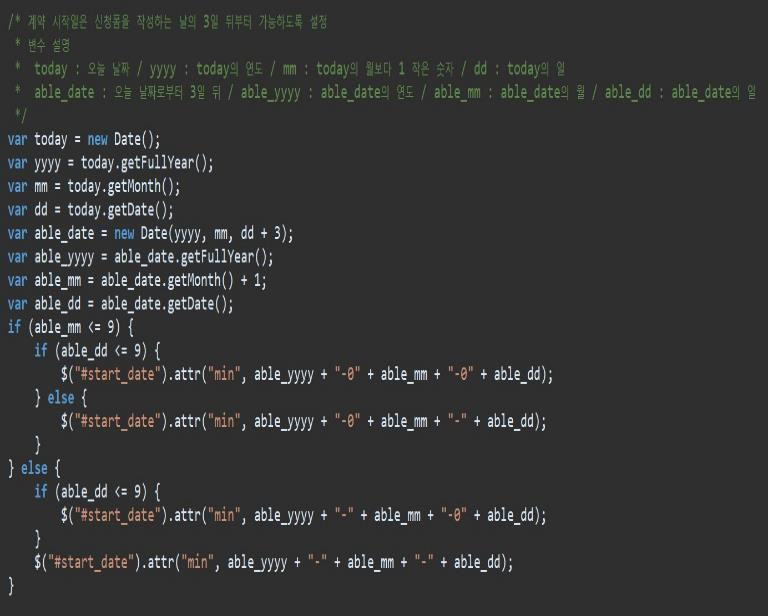 /* 계약 시작일은 신청폼을 작성하는 날의 3일 뒤부터 가능하도록 설정
 * 변수 설명
 *  today : 오늘 날짜 / yyyy : today의 연도 / mm : today의 월보다 1 작은 숫자 / dd : today의 일
 *  able_date : 오늘 날짜로부터 3일 뒤 / able_yyyy : able_date의 연도 / able_mm : able_date의 월 / able_dd : able_date의 일
 */
var today = new Date();
var yyyy = today.getFullYear();
var mm = today.getMonth();
var dd = today.getDate();
var able_date = new Date(yyyy, mm, dd + 3);
var able_yyyy = able_date.getFullYear();
var able_mm = able_date.getMonth() + 1;
var able_dd = able_date.getDate();
if (able_mm <= 9) {
    if (able_dd <= 9) {
        $("#start_date").attr("min", able_yyyy + "-0" + able_mm + "-0" + able_dd);
    } else {
        $("#start_date").attr("min", able_yyyy + "-0" + able_mm + "-" + able_dd);
    }
} else {
    if (able_dd <= 9) {
        $("#start_date").attr("min", able_yyyy + "-" + able_mm + "-0" + able_dd);
    }
    $("#start_date").attr("min", able_yyyy + "-" + able_mm + "-" + able_dd);
}